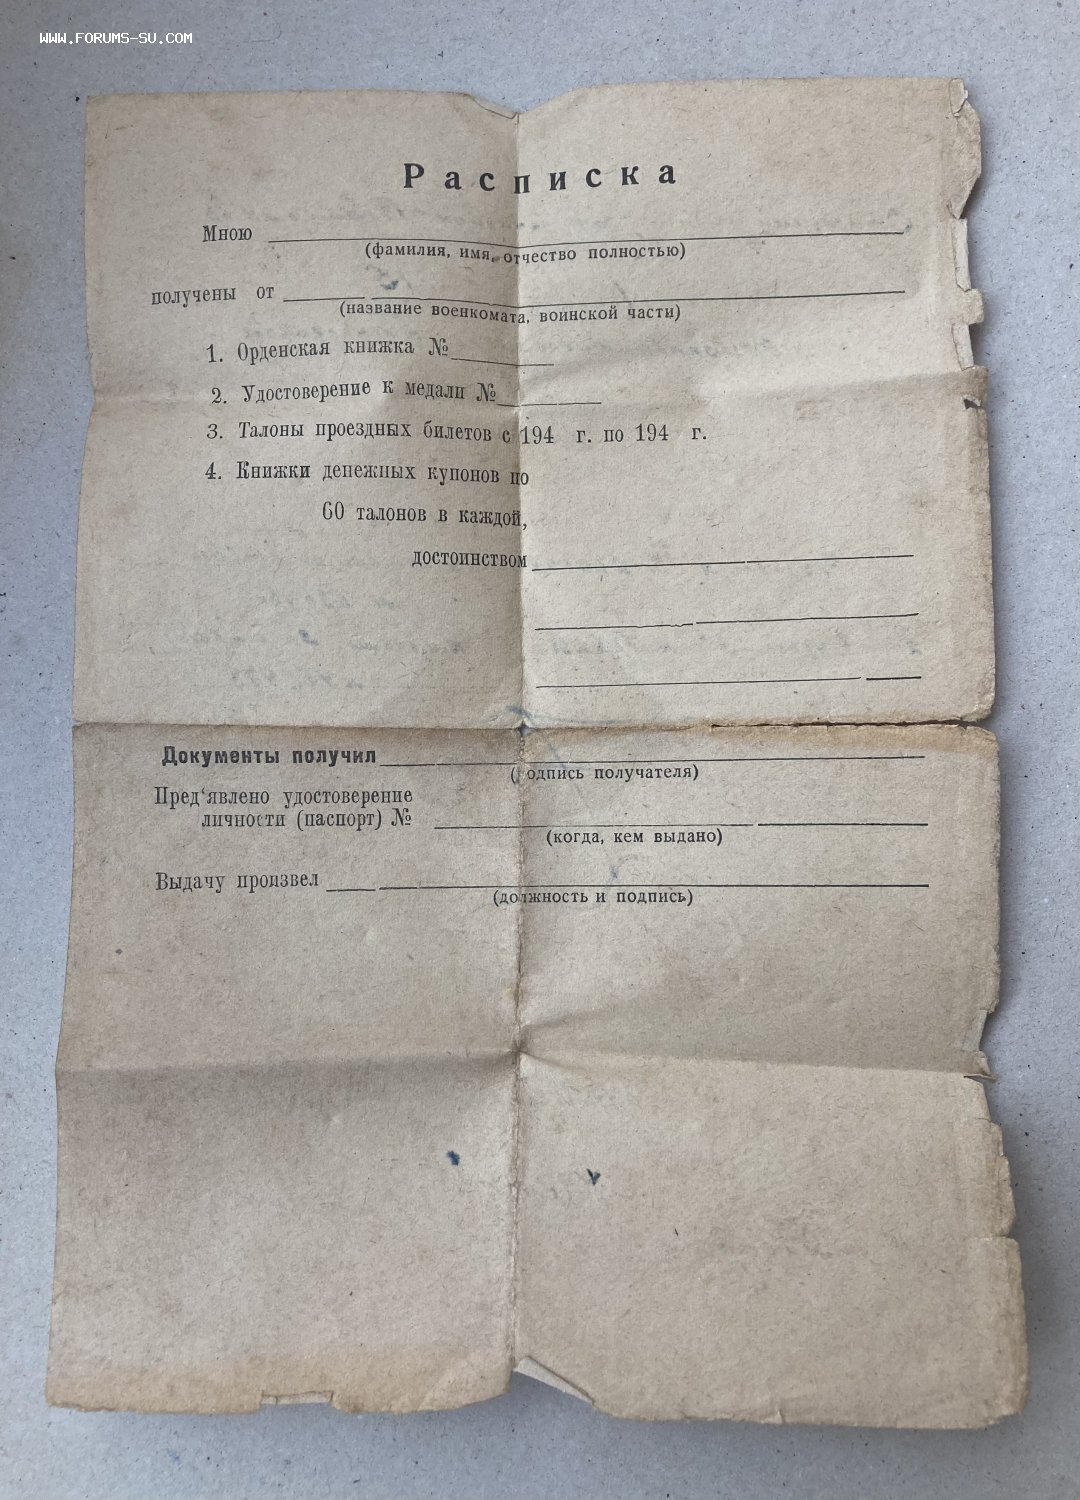 WWW.FORUMS-SU.COM
Расписка
Мною
(фамилия, имя, отчество полностью)
получены от
(название военкомата, воинской части)
1. Орденская книжка №
2. Удостоверение к медали №
3. Талоны проездных билетов с 194 г. по 194 г.
4. Книжки денежных купонов по
60 талонов в каждой,
достоинством
Документы получил
(подпись получателя)
Пред‘явлено удостоверение
личности (паспорт) №
(когда, кем выдано)
Выдачу произвел
(должность и подпись)